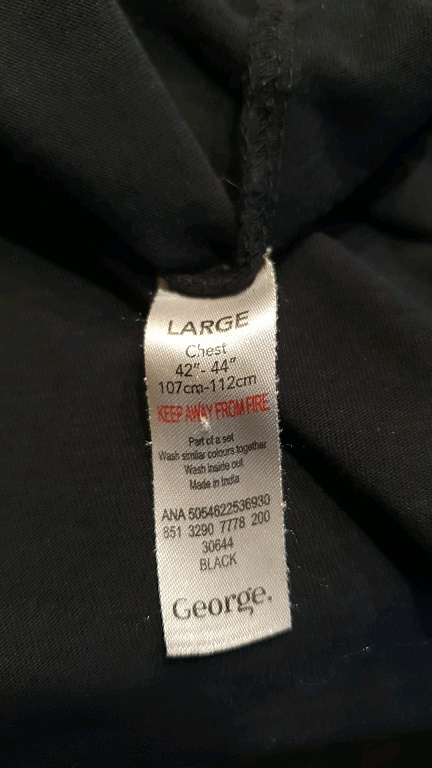 LARGE
Chest
42"- 44"
107cm-112cm
KEEP AWAY FROM FIRE
Part of a set
Wash similar colours together
Wash inside out
Made in India
ANA 5054622536930
851 3290 7778 200
30644
BLACK
George.